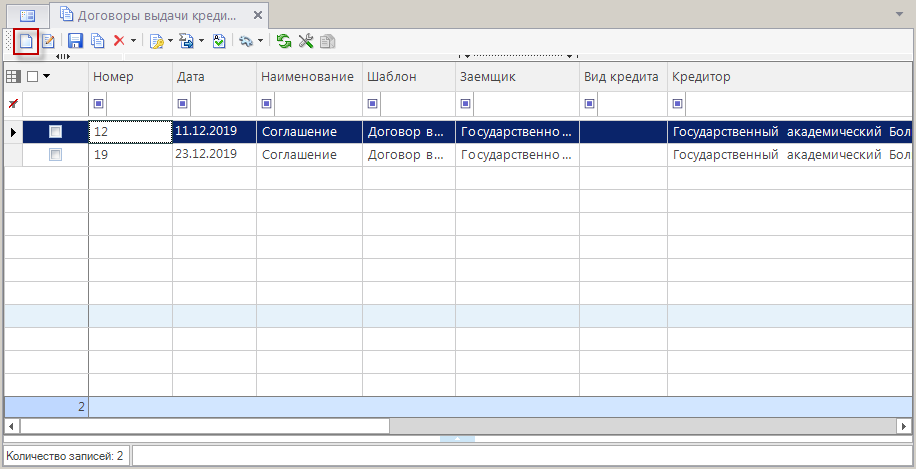 Договоры выдачи креди...
Номер Дата Наименование Шаблон Заемщик Вид кредита Кредитор
12 11.12.2019 Соглашение Договор в... Государственно ... Государственный академический Бол
19 23.12.2019 Соглашение Договор в... Государственно ... Государственный академический Бол
2
Количество записей: 2